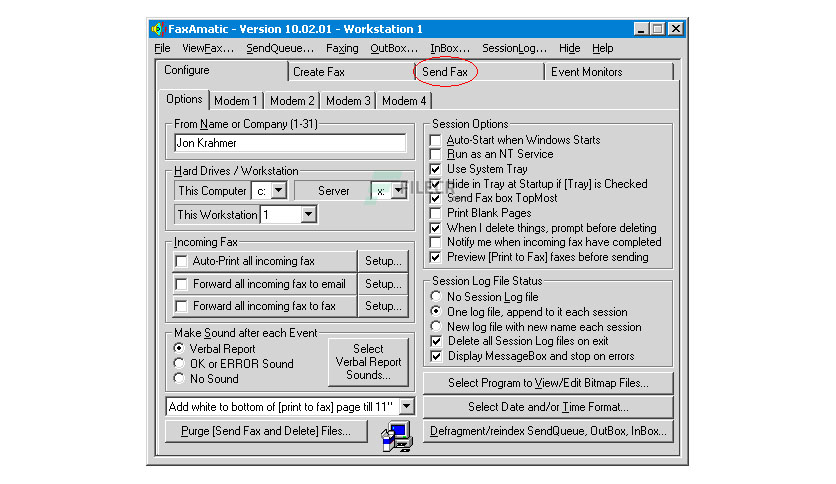 FaxAmatic - Version 10.02.01 - Workstation 1
File ViewFax... SendQueue... Faxing OutBox... InBox... SessionLog... Hide Help
Configure Create Fax Send Fax Event Monitors
Options Modem 1 Modem 2 Modem 3 Modem 4
From Name or Company (1-31)
Jon Krahmer
Hard Drives / Workstation
This Computer c: Server x:
This Workstation 1
Incoming Fax
Auto-Print all incoming fax Setup...
Forward all incoming fax to email Setup...
Forward all incoming fax to fax Setup...
Make Sound after each Event
Verbal Report
OK or ERROR Sound
No Sound
Select
Verbal Report
Sounds...
Add white to bottom of [print to fax] page till 11"
Purge [Send Fax and Delete] Files...
Session Options
Auto-Start when Windows Starts
Run as an NT Service
Use System Tray
Hide in Tray at Startup if [Tray] is Checked
Send Fax box TopMost
Print Blank Pages
When I delete things, prompt before deleting
Notify me when incoming fax have completed
Preview [Print to Fax] faxes before sending
Session Log File Status
No Session Log file
One log file, append to it each session
New log file with new name each session
Delete all Session Log files on exit
Display MessageBox and stop on errors
Select Program to View/Edit Bitmap Files...
Select Date and/or Time Format...
Defragment/reindex SendQueue, OutBox, InBox...
FILECR